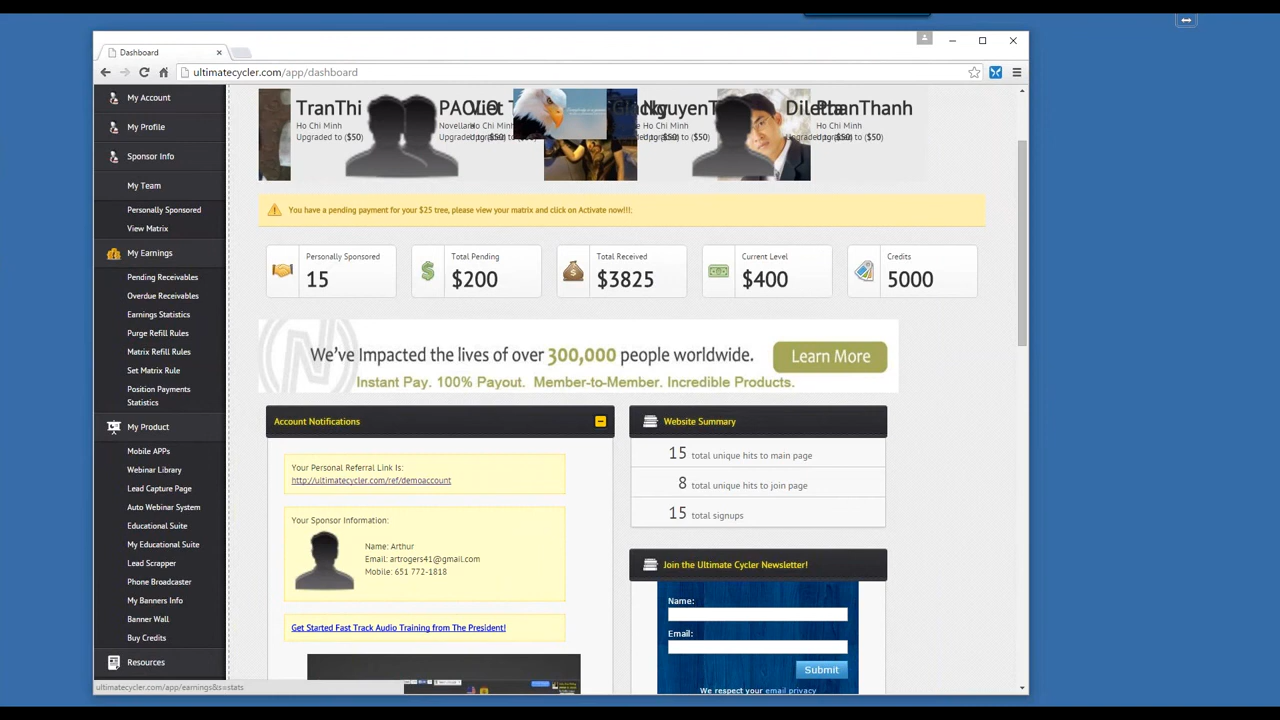 Dashboard
ultimatecycler.com/app/dashboard
My Account
My Profile
Sponsor Info
My Team
Personally Sponsored
View Matrix
My Earnings
Pending Receivables
Overdue Receivables
Earnings Statistics
Purge Refill Rules
Matrix Refill Rules
Set Matrix Rule
Position Payments
Statistics
My Product
Mobile APPs
Webinar Library
Lead Capture Page
Auto Webinar System
Educational Suite
My Educational Suite
Lead Scrapper
Phone Broadcaster
My Banners Info
Banner Wall
Buy Credits
Resources
ultimatecycler.com/app/earnings&s=stats
TranThi
Ho Chi Minh
Upgraded to ($50)
PhanThanh
Ho Chi Minh
Upgraded to ($50)
You have a pending payment for your $25 tree, please view your matrix and click on Activate now!!!:
Personally Sponsored
15
Total Pending
$200
Total Received
$3825
Current Level
$400
Credits
5000
We've Impacted the lives of over 300,000 people worldwide.
Learn More
Instant Pay. 100% Payout. Member-to-Member. Incredible Products.
Account Notifications
Your Personal Referral Link Is:
http://ultimatecycler.com/ref/demoaccount
Your Sponsor Information:
Name: Arthur
Email: artrogers41@gmail.com
Mobile: 651 772-1818
Get Started Fast Track Audio Training from The President!
Website Summary
15 total unique hits to main page
8 total unique hits to join page
15 total signups
Join the Ultimate Cycler Newsletter!
Name:
Email:
Submit
We respect your email privacy